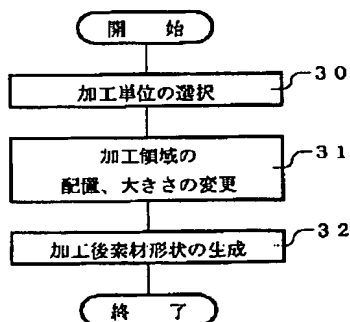 開 始
加工単位の選択
30
加工領域の
31
配置、大きさの変更
加工後素材形状の生成
32
終 了